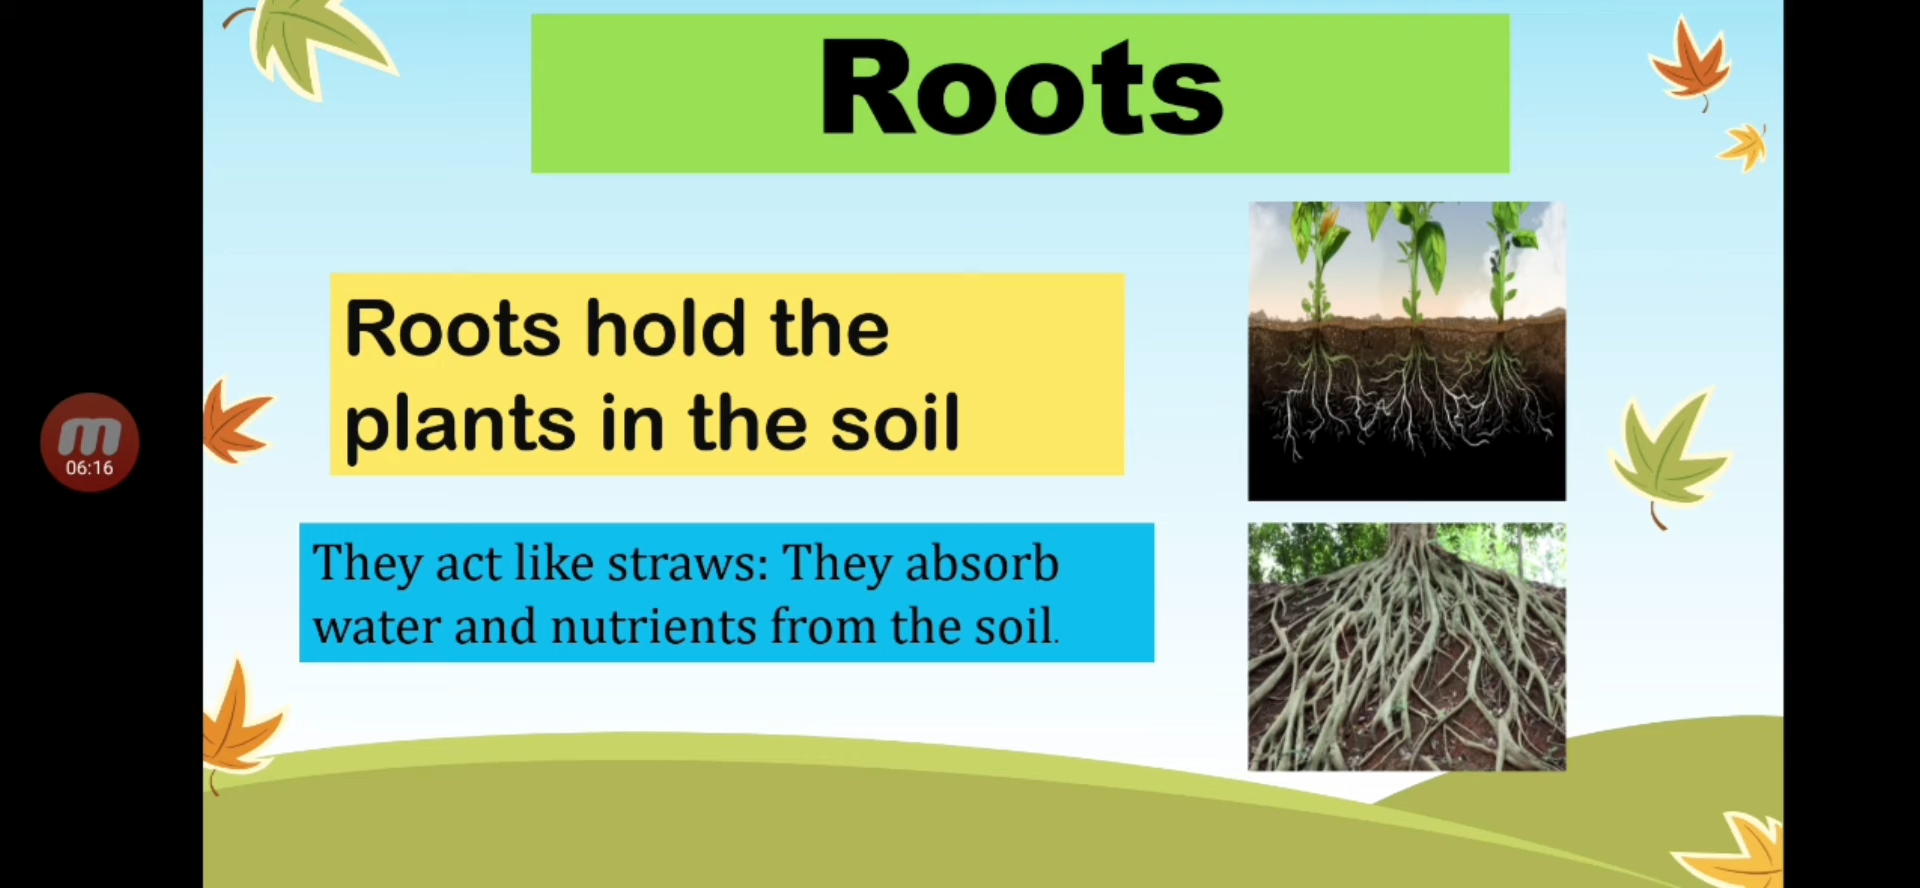 Roots
Roots hold the
plants in the soil
They act like straws: They absorb
water and nutrients from the soil.
06:16